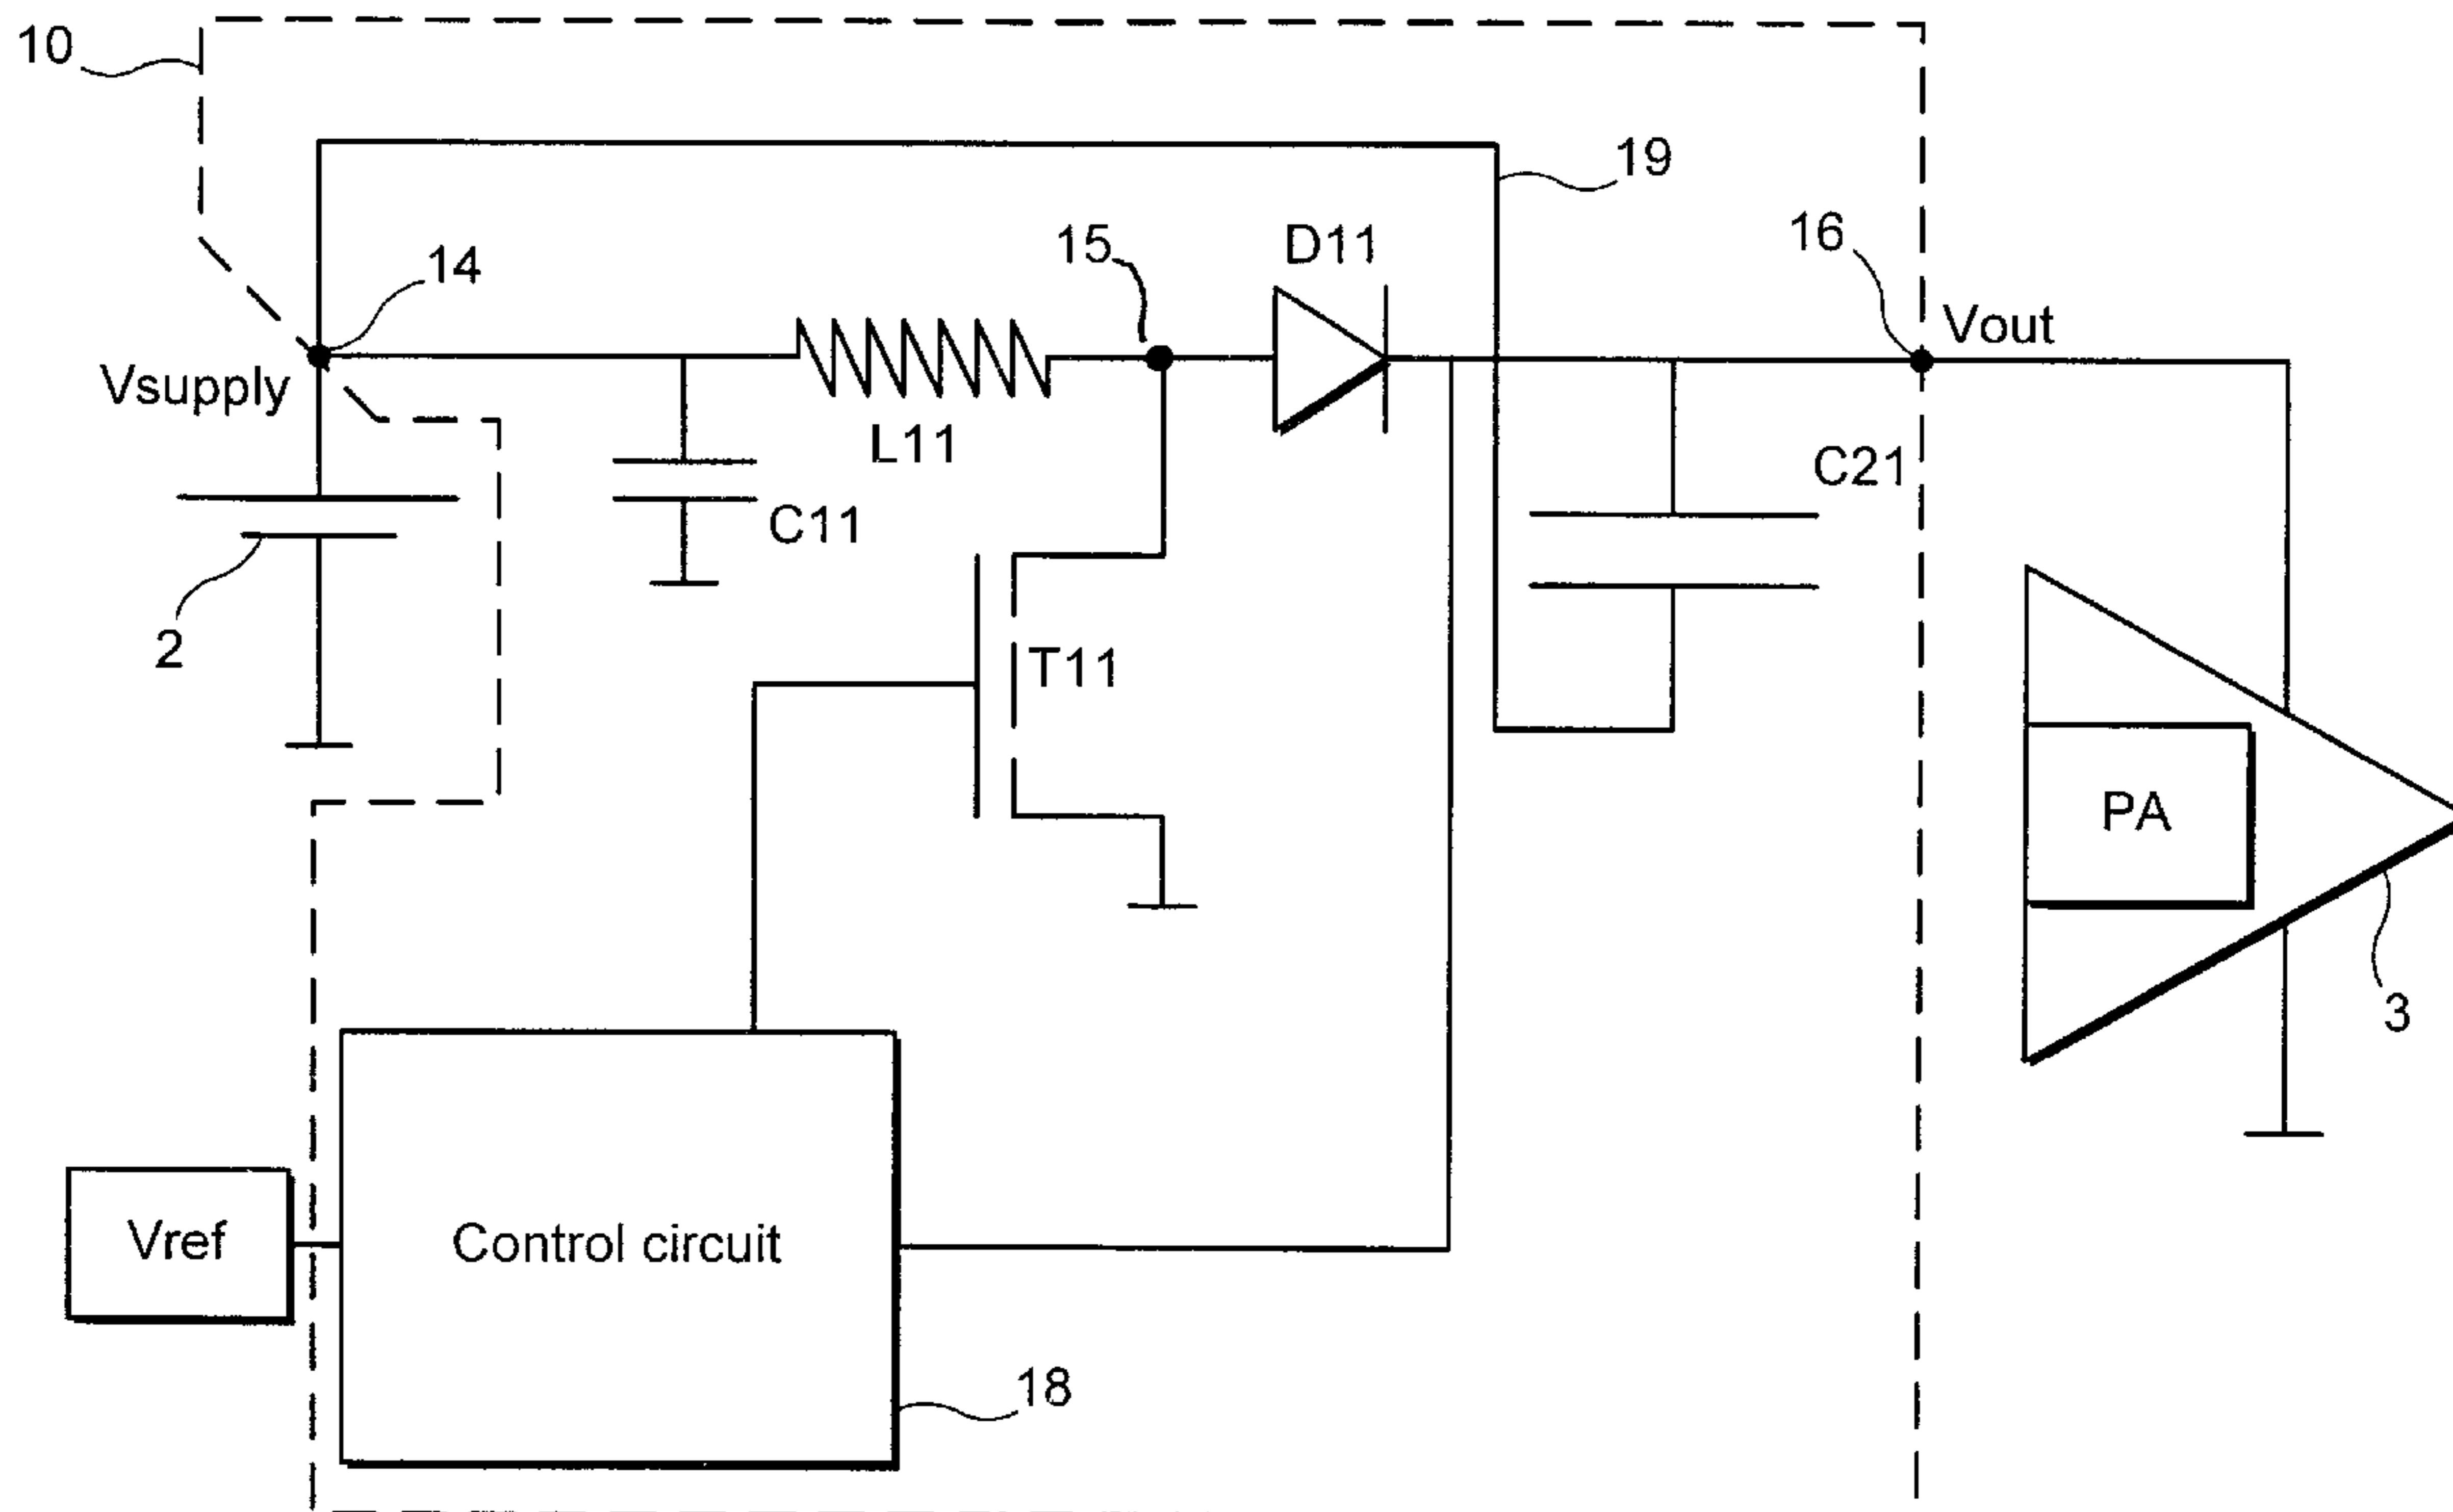 10
19
15
D11
16
14
Vout
Vsupply
L11
C21
C11
2
T11
PA
3
Vref
Control circuit
18